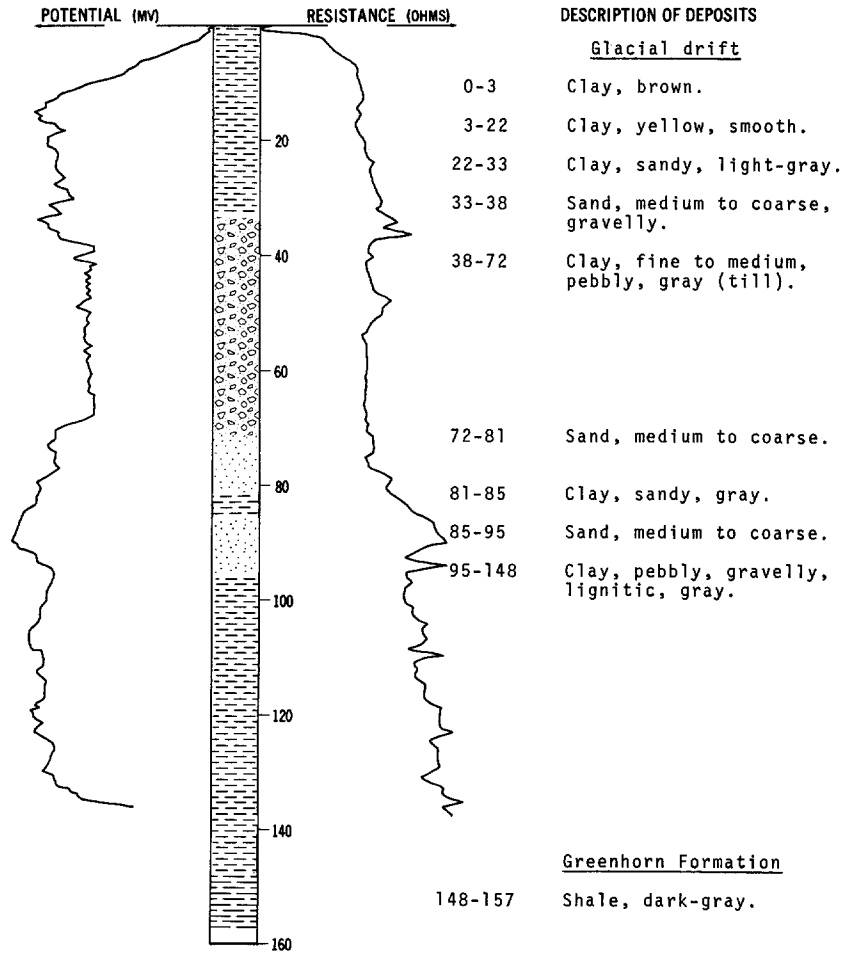 POTENTIAL (MV) RESISTANCE (OHMS) DESCRIPTION OF DEPOSITS
Glacial drift
0-3 Clay, brown.
3-22 Clay, yellow, smooth.
20
22-33 Clay, sandy, light-gray.
33-38 Sand, medium to coarse,
gravelly.
40
38-72 Clay, fine to medium,
pebbly, gray (till).
60
72-81 Sand, medium to coarse.
80
81-85 Clay, sandy, gray.
85-95 Sand, medium to coarse.
95-148 Clay, pebbly, gravelly,
lignitic, gray.
100
120
140
Greenhorn Formation
148-157 Shale, dark-gray.
160